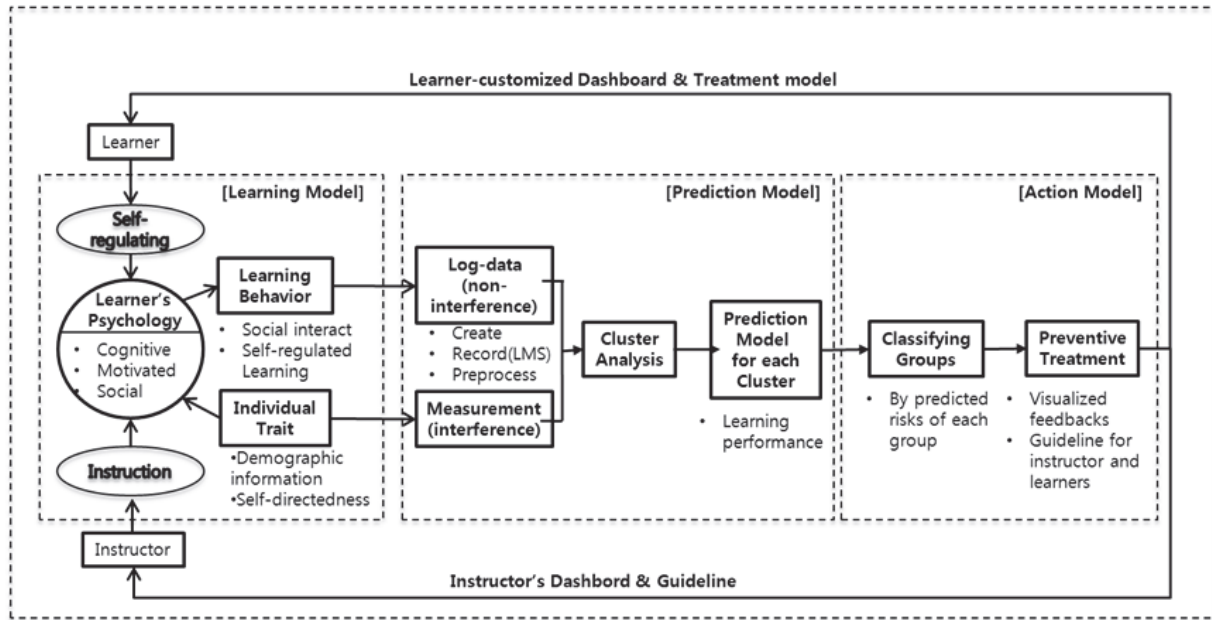 Learner-customized Dashboard & Treatment model
Learner
[Learning Model]
Self-
regulating
Learner's
Psychology
• Cognitive
• Motivated
• Social
Learning
Behavior
• Social interact
• Self-regulated
Learning
Individual
Trait
•Demographic
information
•Self-directedness
Instruction
Instructor
[Prediction Model]
Log-data
(non-
interference)
• Create
• Record(LMS)
• Preprocess
Measurement
(interference)
Cluster
Analysis
Prediction
Model
for each
Cluster
• Learning
performance
[Action Model]
Classifying
Groups
• By predicted
risks of each
group
Preventive
Treatment
• Visualized
feedbacks
• Guideline for
instructor and
learners
Instructor's Dashbord & Guideline